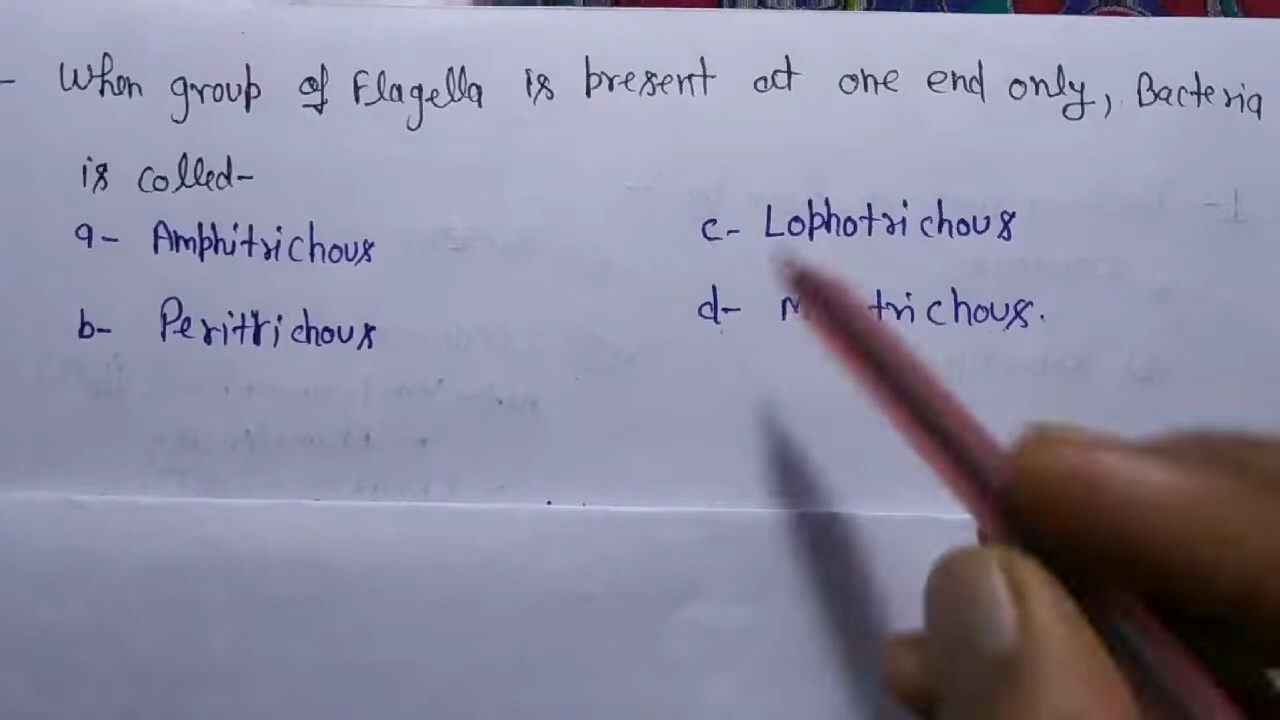 - When group of Flagella is present at one end only, Bacteria
is called-
a- Amphitrichous
b- Peritrichous
c- Lophotrichous
d- trichous.